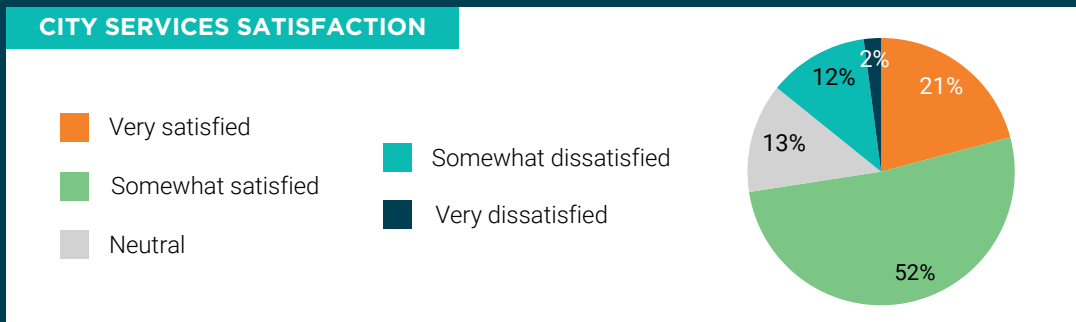 CITY SERVICES SATISFACTION
Very satisfied
Somewhat satisfied
Neutral
Somewhat dissatisfied
Very dissatisfied
2%
12%
21%
13%
52%